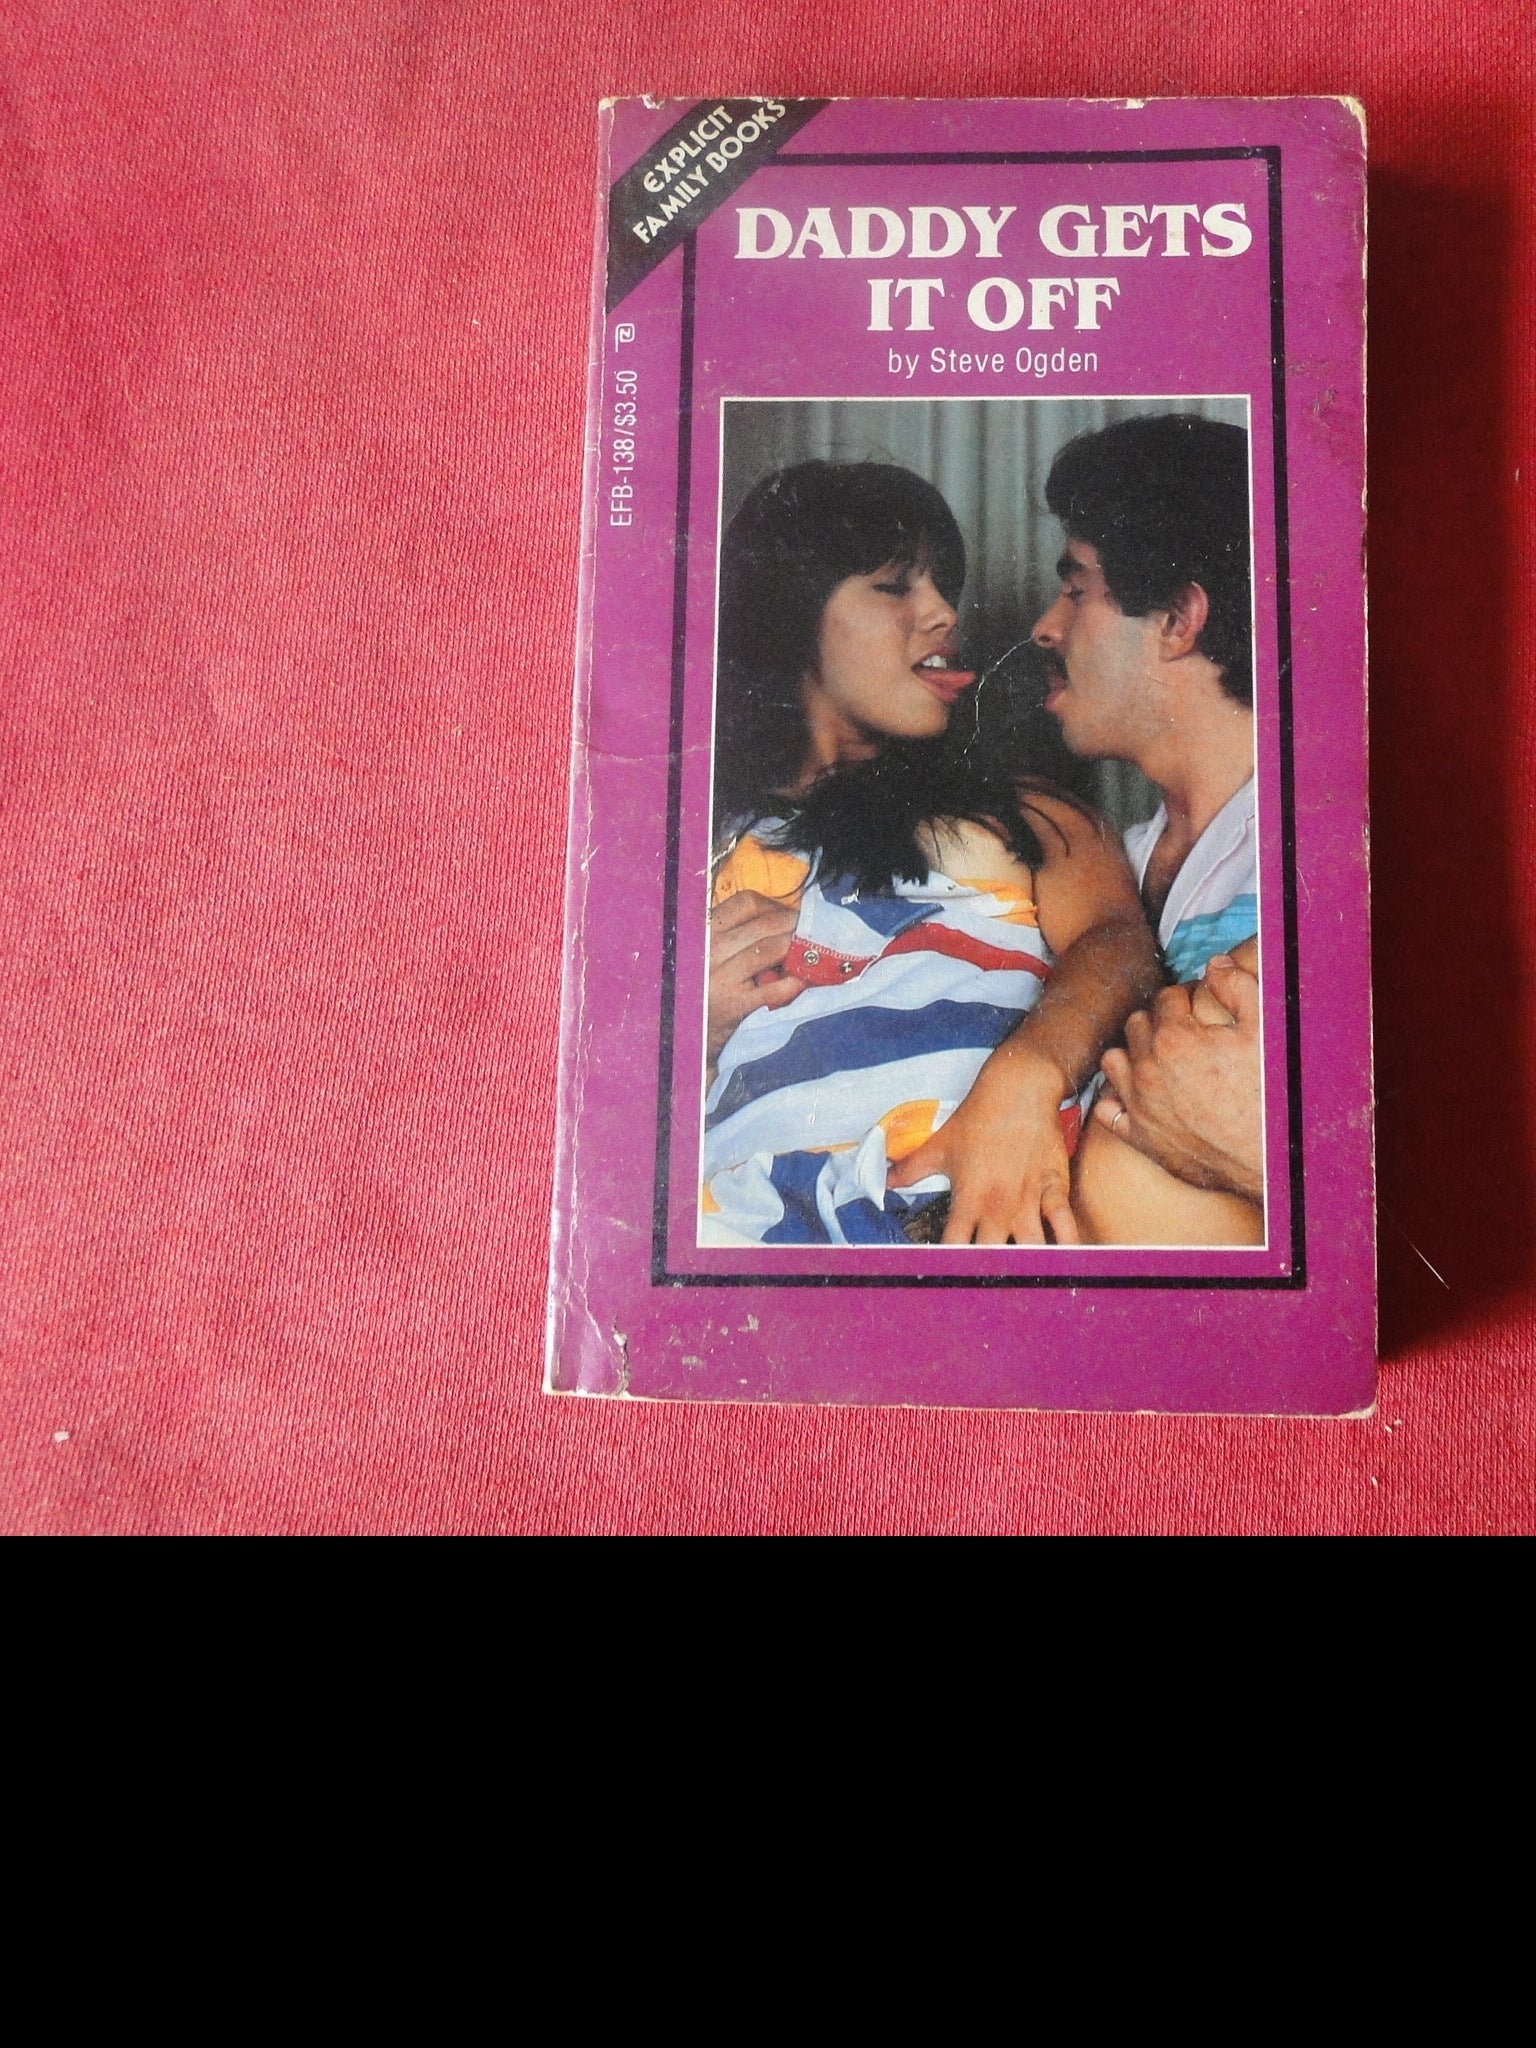 EXPLICIT
FAMILY BOOKS
DADDY GETS
IT OFF
by Steve Ogden
EFB-138/$3.50